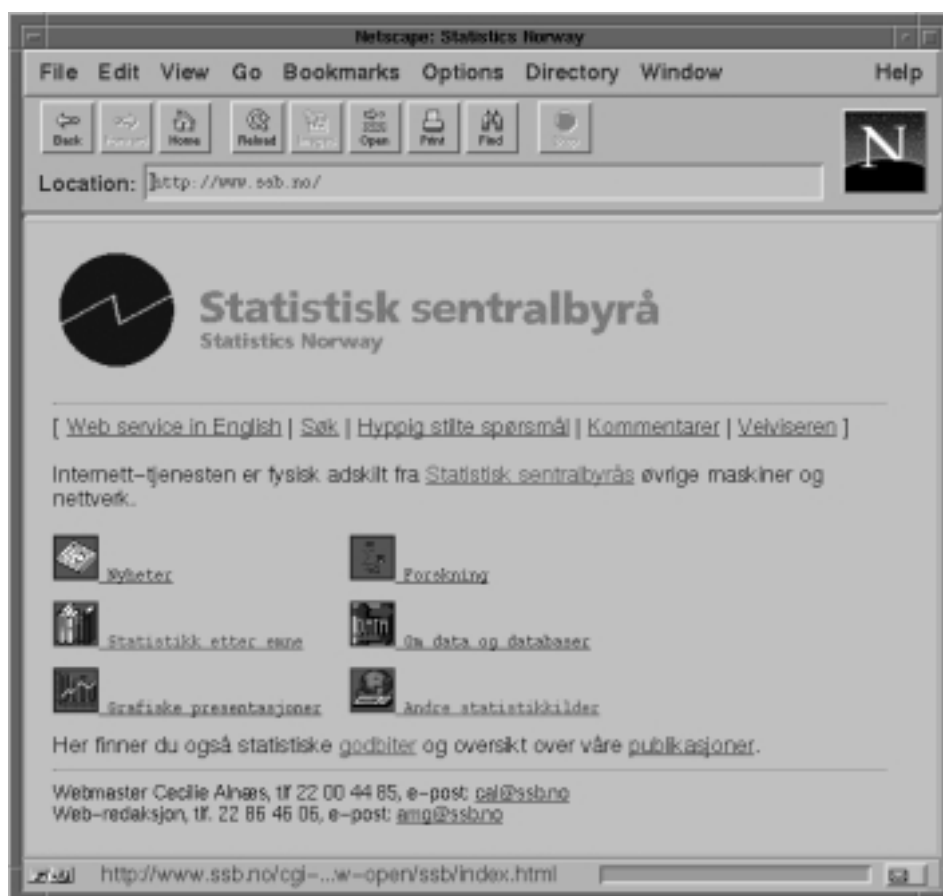 Netscape: Statistics Norway
File Edit View Go Bookmarks Options Directory Window Help
Back Forward Home Reload Images Open Print Find Stop
Location: http://www.ssb.no/
N
Statistisk sentralbyrå
Statistics Norway
[ Web service in English | Søk | Hyppig stilte spørsmål | Kommentarer | Veiviseren ]
Internett-tjenesten er fysisk adskilt fra Statistisk sentralbyrås øvrige maskiner og
nettverk.
Nyheter Forskning
Statistikk etter emne Om data og databaser
Grafiske presentasjoner Andre statistikkilder
Her finner du også statistiske godbiter og oversikt over våre publikasjoner.
Webmaster Cecilie Alnæs, tlf 22 00 44 85, e-post: cal@ssb.no
Web-redaksjon, tlf. 22 86 46 06, e-post: amg@ssb.no
http://www.ssb.no/cgi-...w-open/ssb/index.html